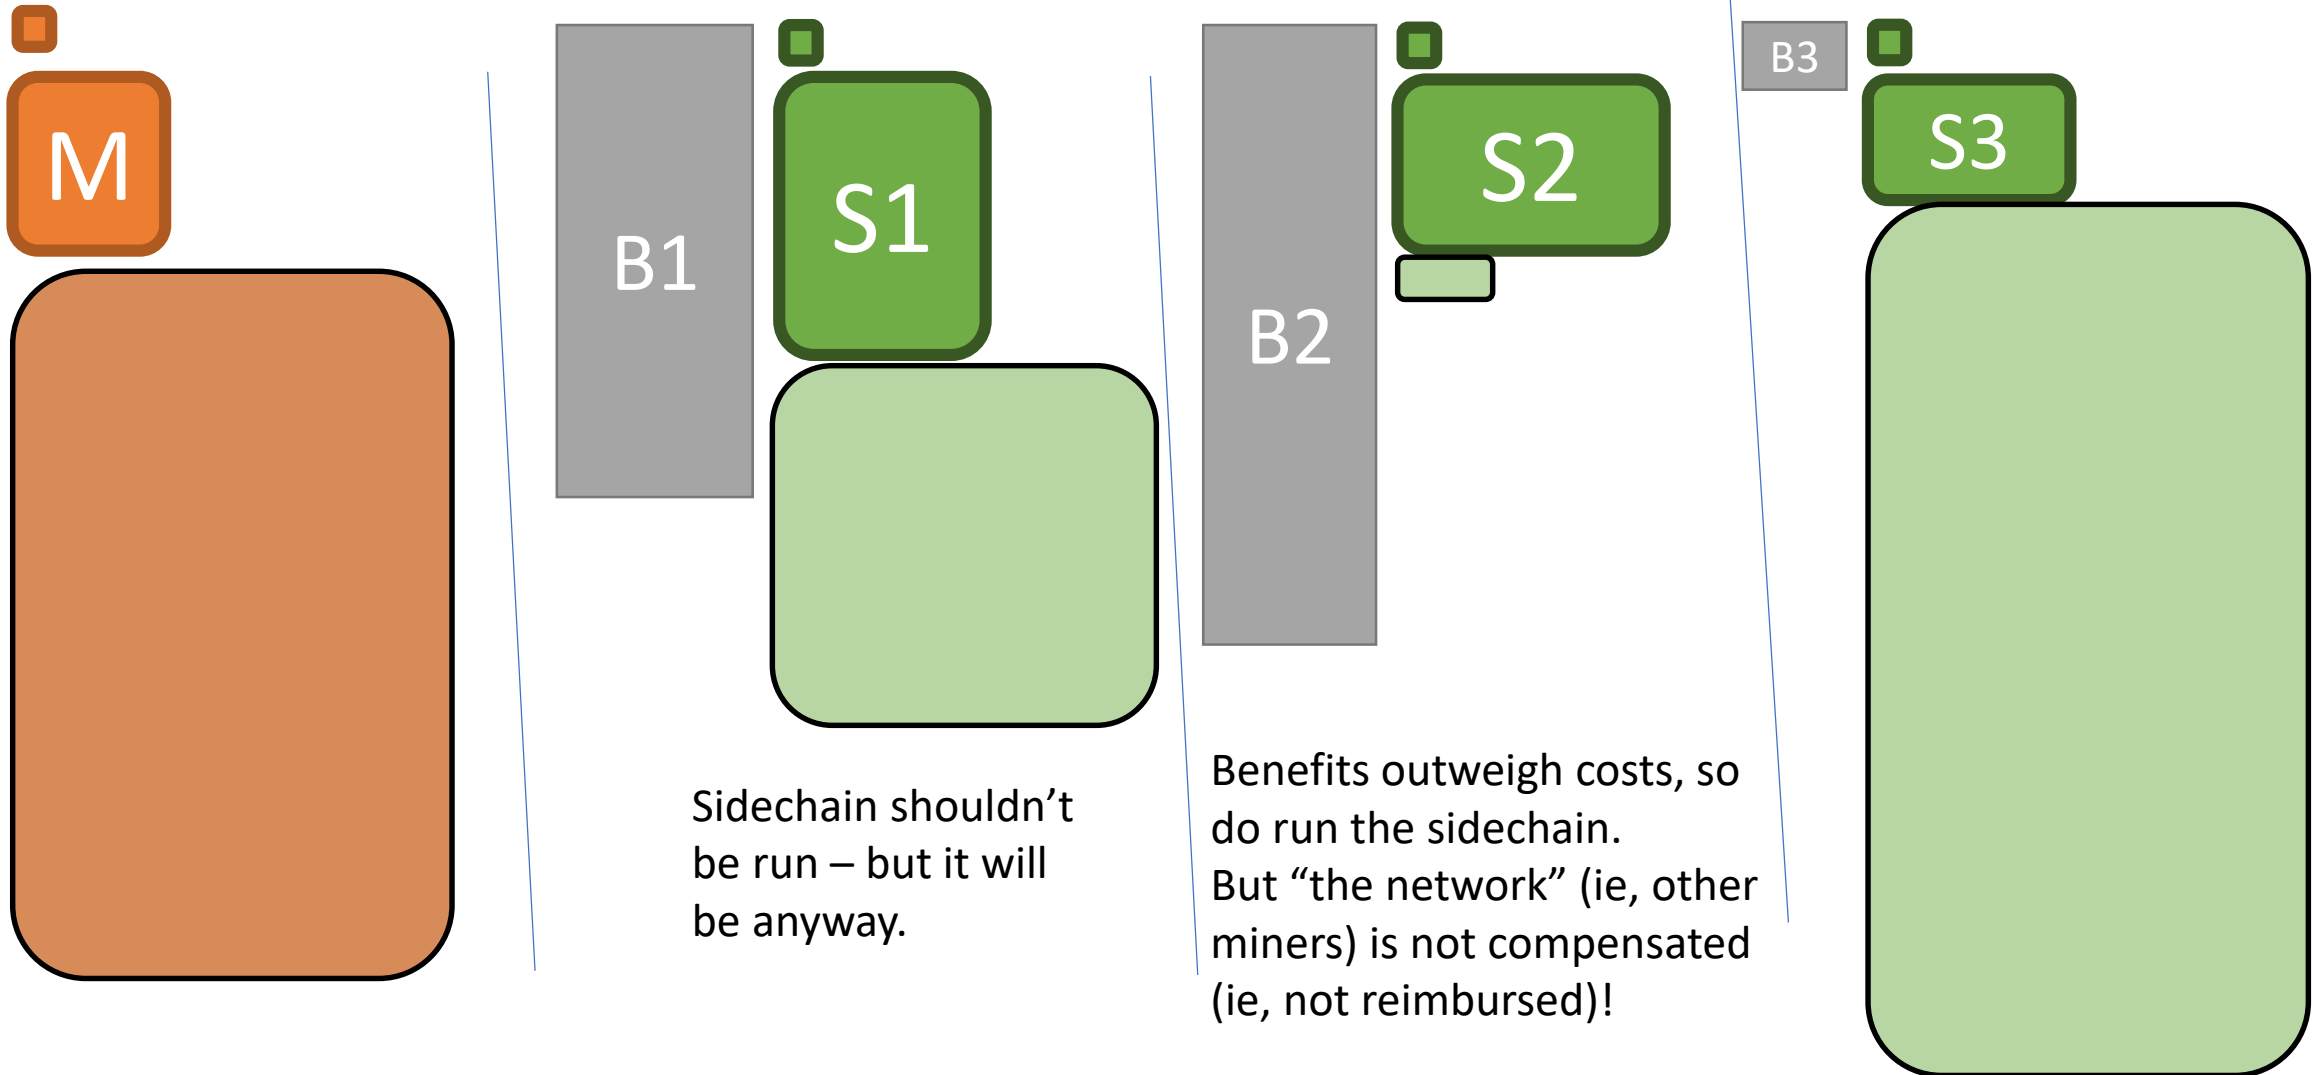 M
B1
S1
B2
S2
B3
S3
Sidechain shouldn’t
be run – but it will
be anyway.
Benefits outweigh costs, so
do run the sidechain.
But “the network” (ie, other
miners) is not compensated
(ie, not reimbursed)!